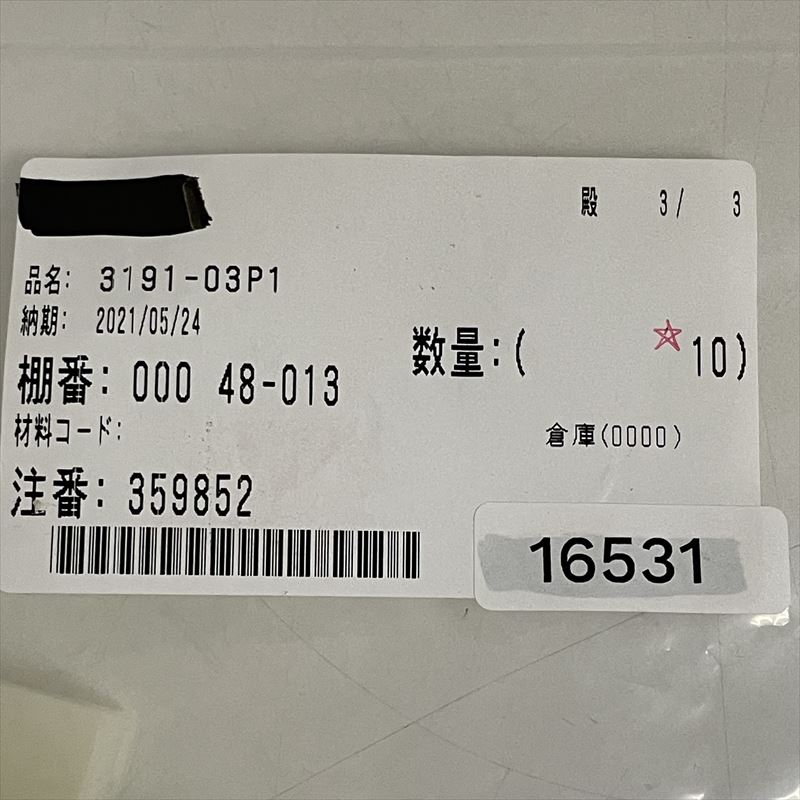 殿 3/ 3
品名: 3191-03P1
納期: 2021/05/24
数量:( ☆10)
棚番: 000 48-013
材料コード:
倉庫(0000)
注番: 359852
16531